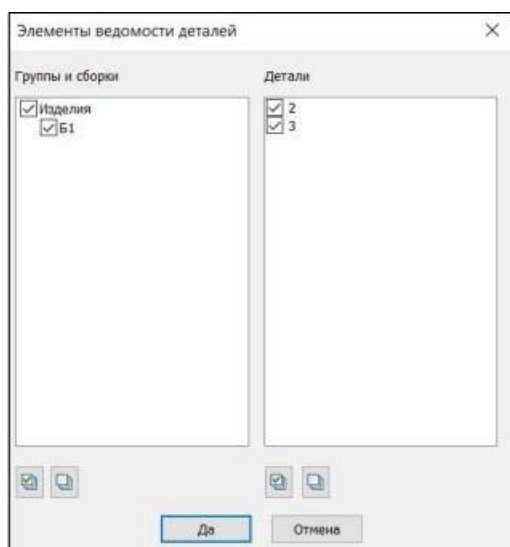 Элементы ведомости деталей
Группы и сборки
Детали
Изделия
Б1
2
3
Да
Отмена